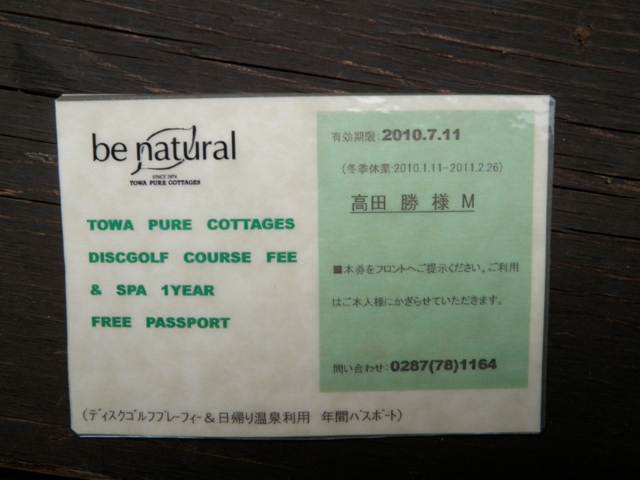 be natural
SINCE 1974
TOWA PURE COTTAGES
TOWA PURE COTTAGES
DISCGOLF COURSE FEE
& SPA 1YEAR
FREE PASSPORT
有効期限:2010.7.11
(冬季休業:2010.1.11-2011.2.26)
高田 勝 様 M
■本券をフロントへご提示ください。ご利用
はご本人様にかぎらせていただきます。
問い合わせ:0287(78)1164
(ディスクゴルフプレーフィー&日帰り温泉利用 年間パスポート)